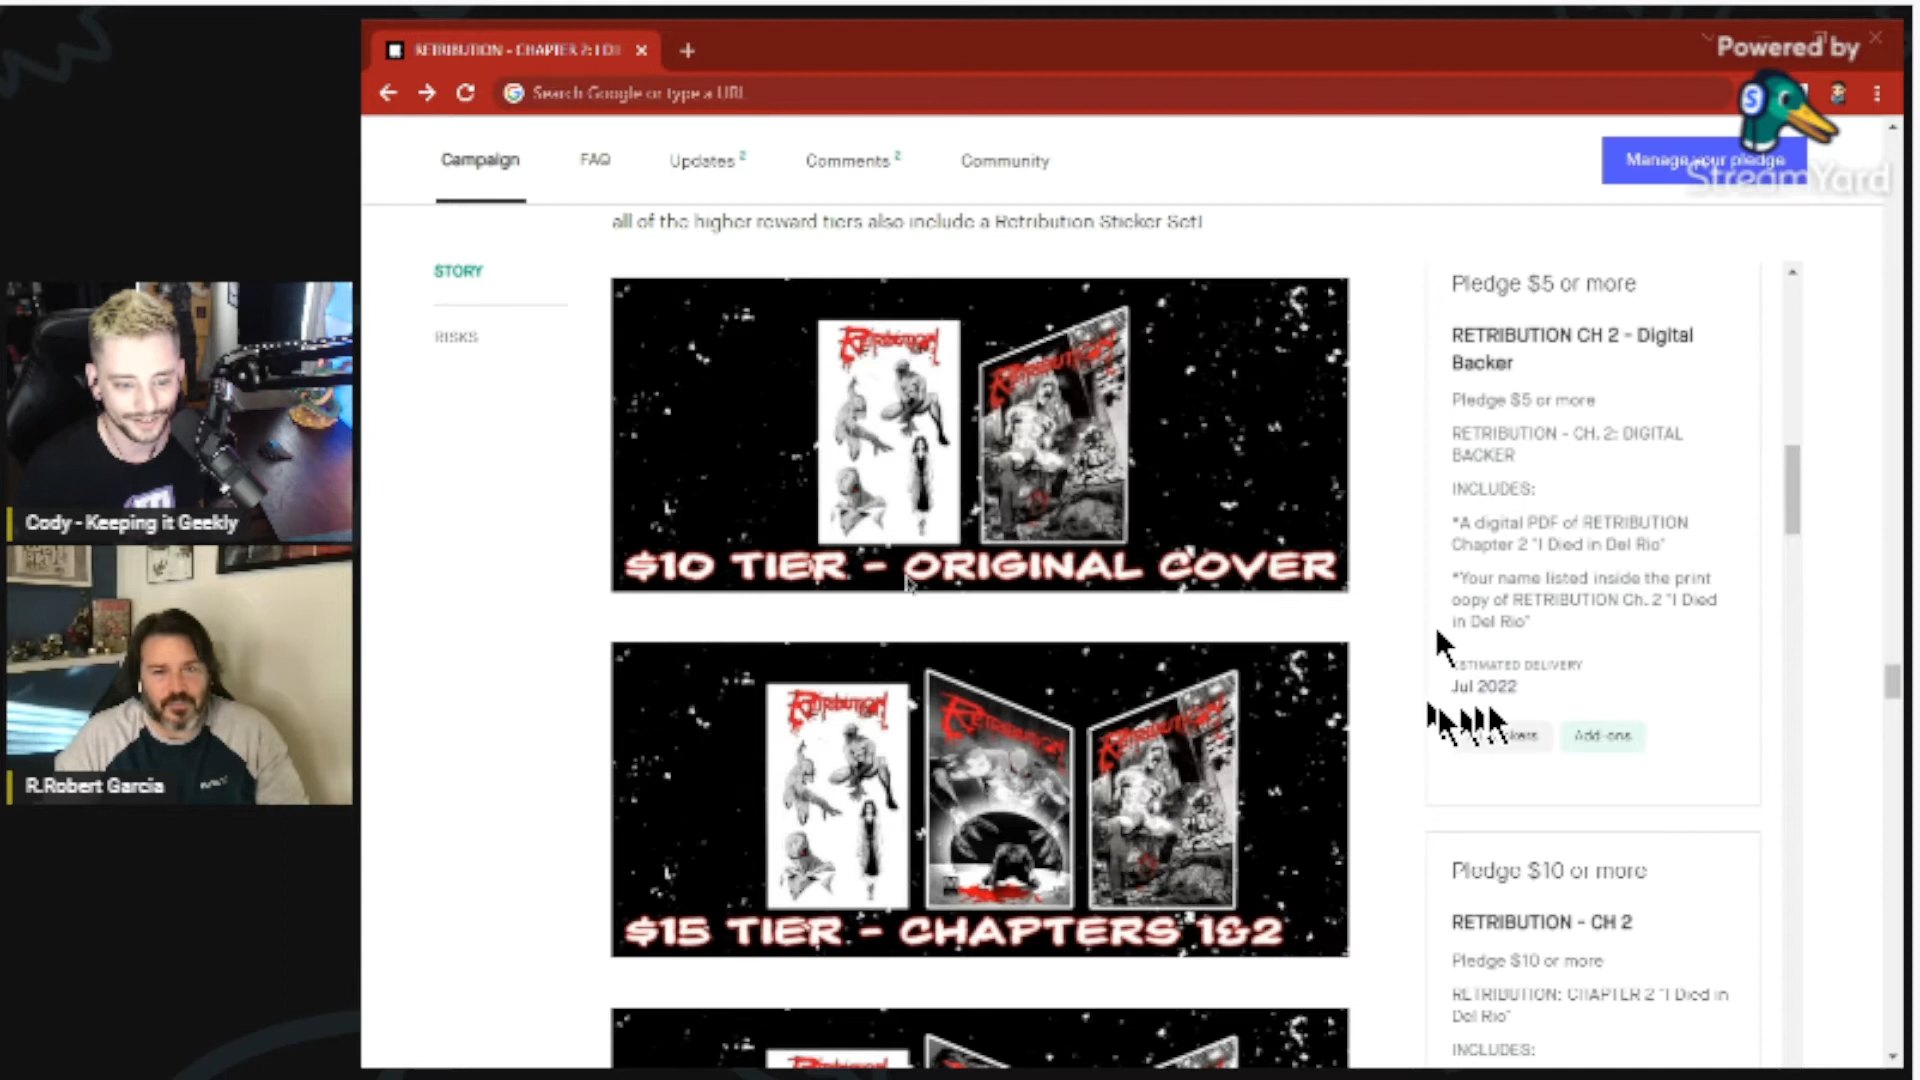 RETRIBUTION - CHAPTER 2: I DI
Search Google or type a URL
Powered by
StreamYard
Campaign
FAQ
Updates 2
Comments 2
Community
Manage your pledge
all of the higher reward tiers also include a Retribution Sticker Set!
STORY
RISKS
RETRIBUTION
RETRIBUTION
$10 TIER - ORIGINAL COVER
RETRIBUTION
RETRIBUTION
RETRIBUTION
$15 TIER - CHAPTERS 1&2
Pledge $5 or more
RETRIBUTION CH 2 - Digital
Backer
Pledge $5 or more
RETRIBUTION - CH. 2: DIGITAL
BACKER
INCLUDES:
*A digital PDF of RETRIBUTION
Chapter 2 "I Died in Del Rio"
*Your name listed inside the print
copy of RETRIBUTION Ch. 2 "I Died
in Del Rio"
ESTIMATED DELIVERY
Jul 2022
Add-ons
Pledge $10 or more
RETRIBUTION - CH 2
Pledge $10 or more
RETRIBUTION: CHAPTER 2 "I Died in
Del Rio"
INCLUDES:
Cody - Keeping it Geekly
R.Robert Garcia